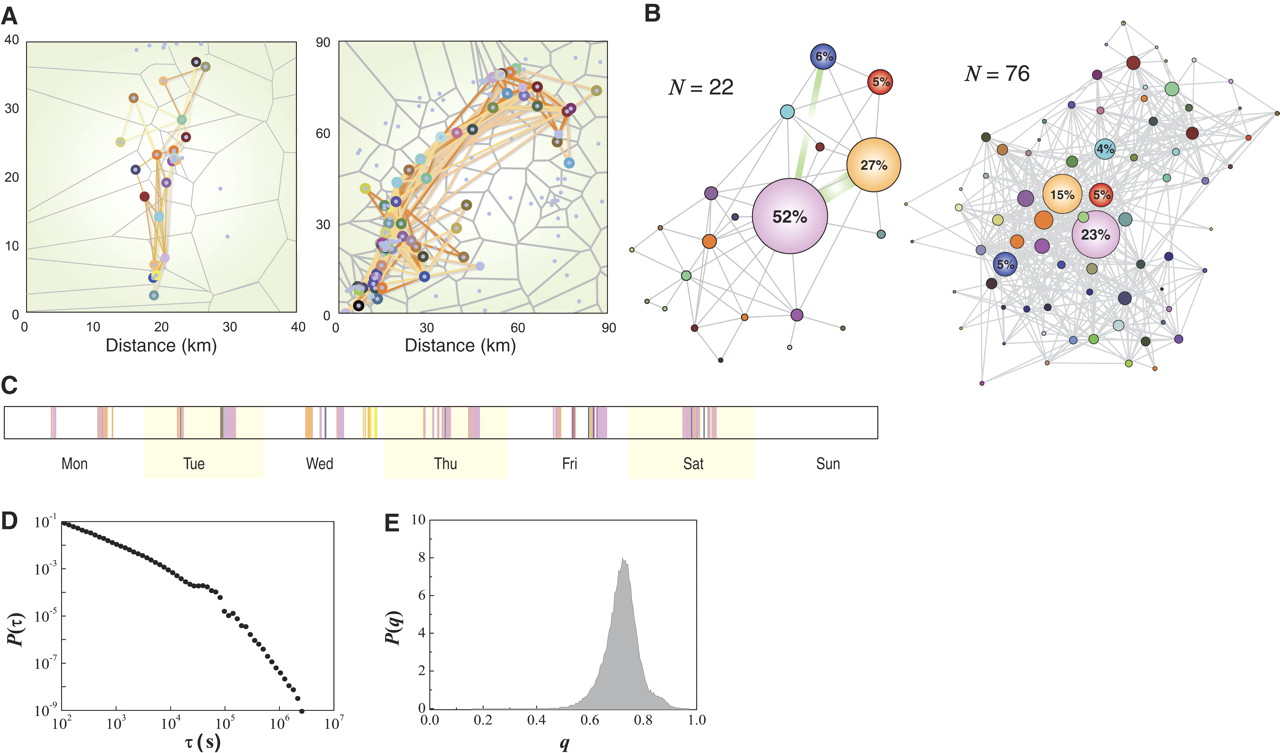 A
40
30
20
10
0
0
10
20
30
40
Distance (km)
90
60
30
0
0
30
60
90
Distance (km)
B
N = 22
6%
5%
27%
52%
N = 76
4%
15%
5%
23%
5%
C
Mon
Tue
Wed
Thu
Fri
Sat
Sun
D
10⁻¹
10⁻³
10⁻⁵
10⁻⁷
10⁻⁹
P(τ)
10²
10³
10⁴
10⁵
10⁶
10⁷
τ (s)
E
10
8
6
4
2
0
P(q)
0.0
0.2
0.4
0.6
0.8
1.0
q